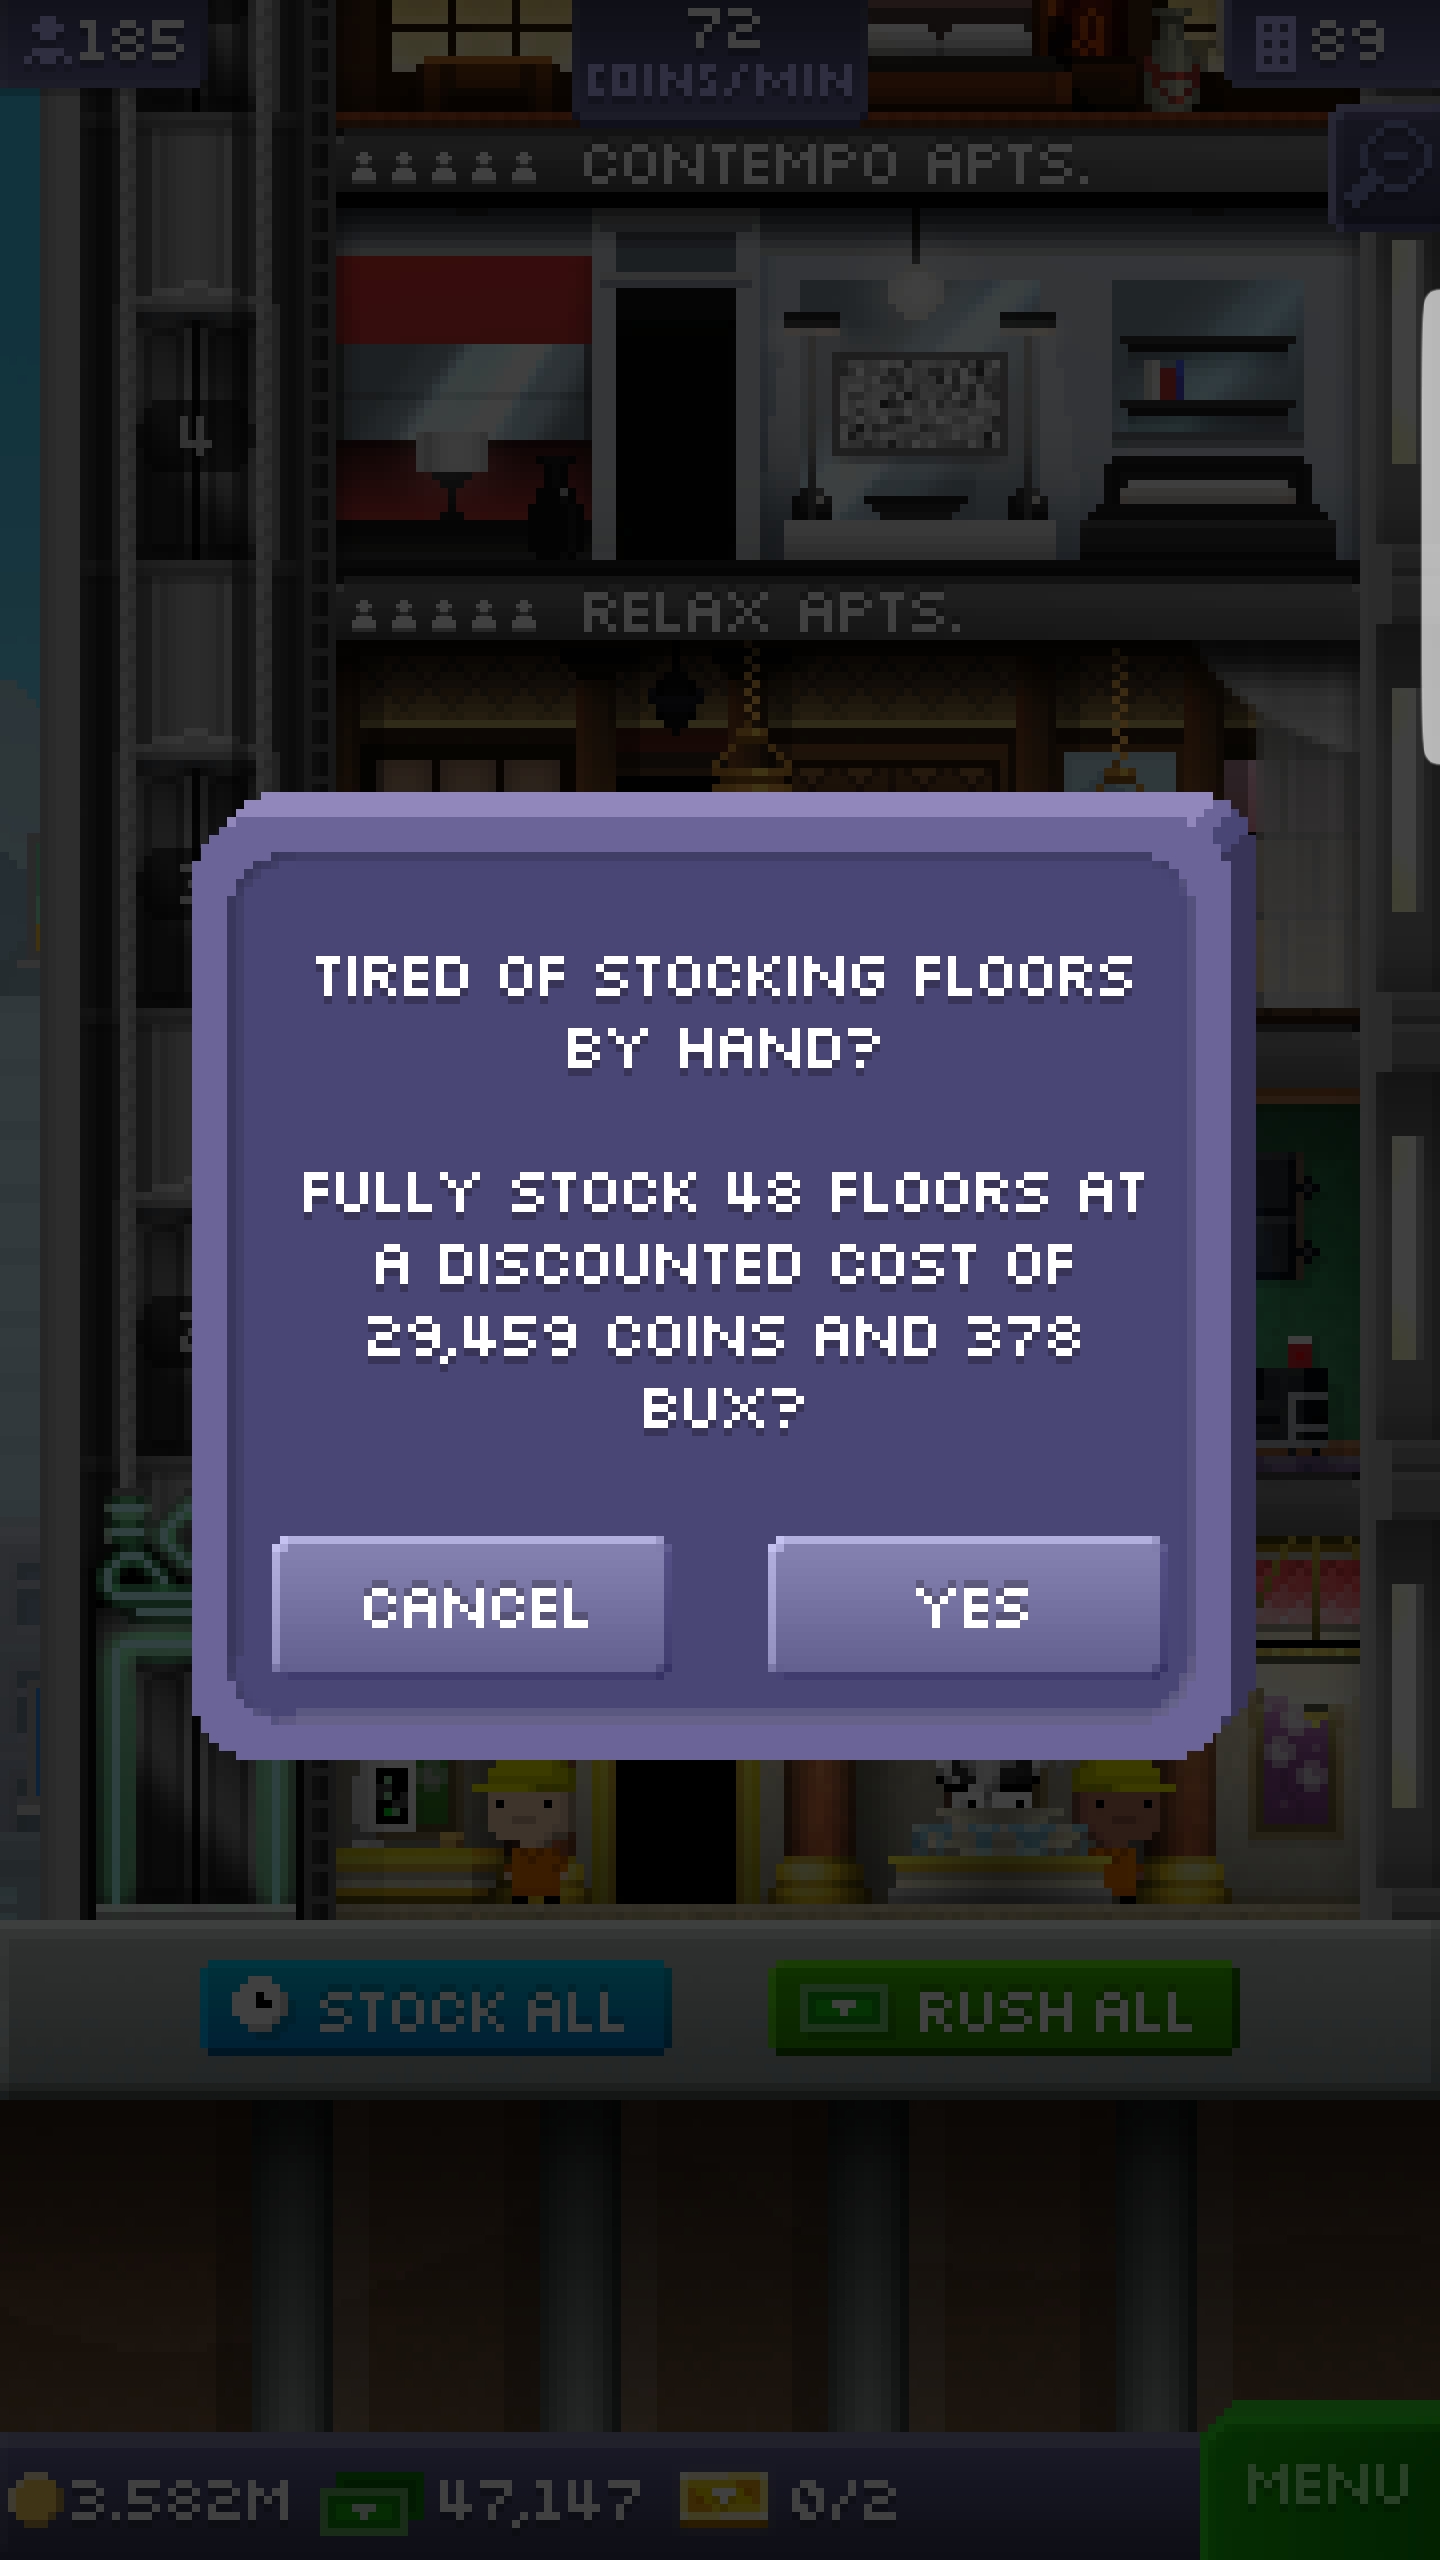 185
72
COINS/MIN
89
CONTEMPO APTS.
4
RELAX APTS.
TIRED OF STOCKING FLOORS
BY HAND?
FULLY STOCK 48 FLOORS AT
A DISCOUNTED COST OF
29,459 COINS AND 378
BUX?
CANCEL
YES
STOCK ALL
RUSH ALL
3.582M
47,147
0/2
MENU